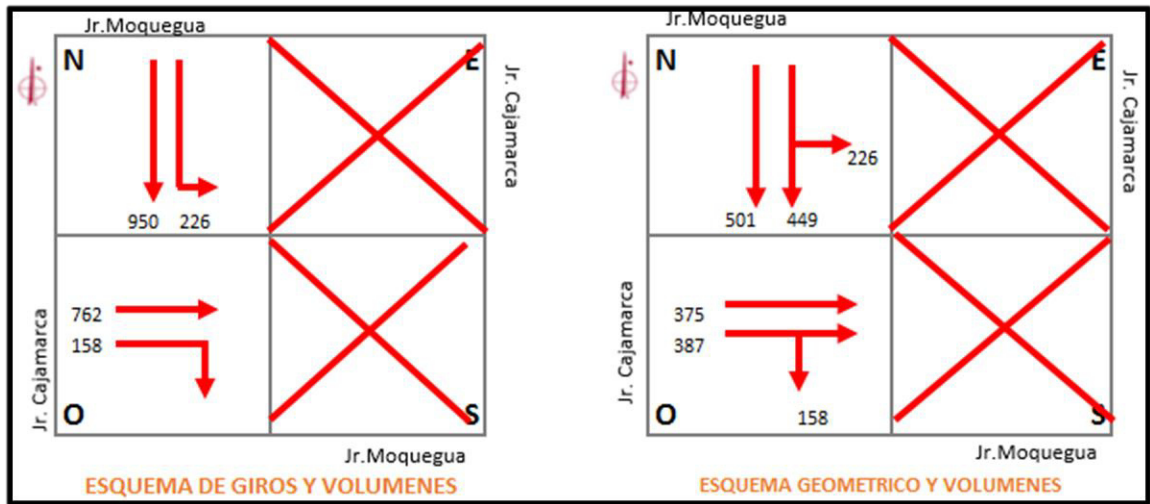 Jr.Moquegua
N
E
Jr. Cajamarca
950 226
762
158
Jr. Cajamarca
O
S
Jr.Moquegua
ESQUEMA DE GIROS Y VOLUMENES
Jr.Moquegua
N
E
Jr. Cajamarca
226
501 449
375
387
Jr. Cajamarca
158
O
S
Jr.Moquegua
ESQUEMA GEOMETRICO Y VOLUMENES